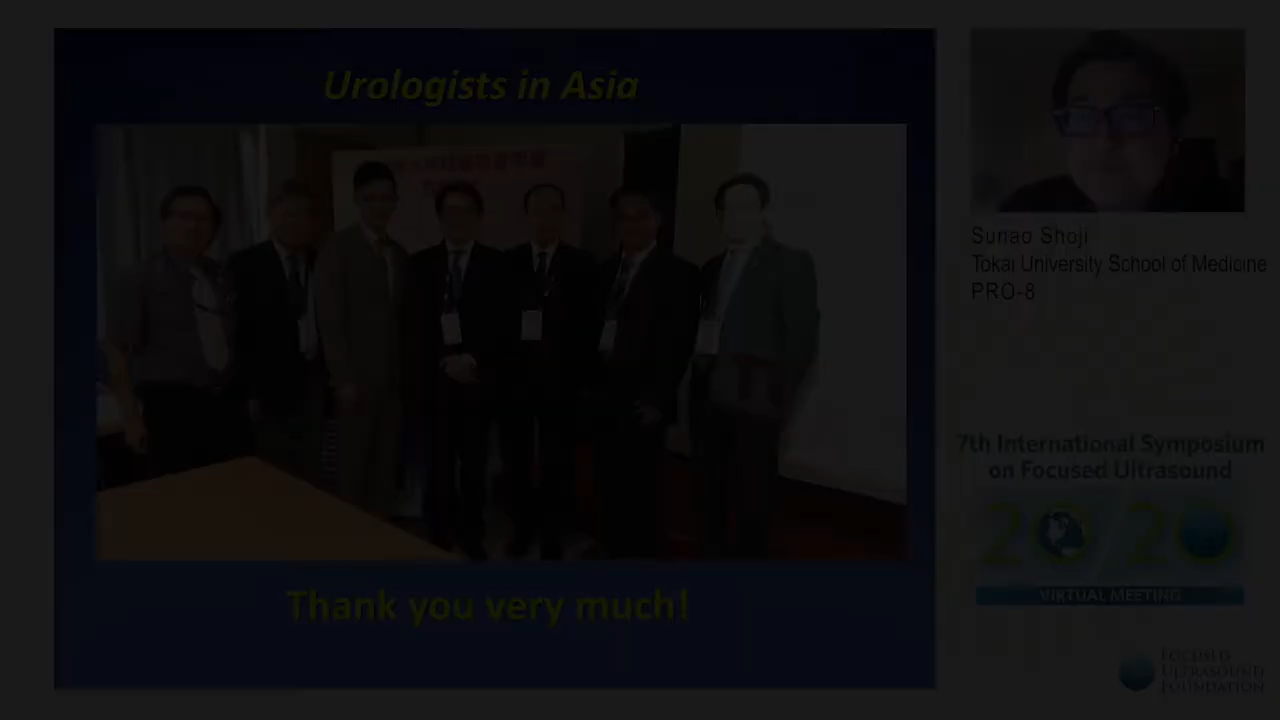 Urologists in Asia
Thank you very much!
Sunao Shoji
Tokai University School of Medicine
PRO-8
7th International Symposium
on Focused Ultrasound
2020
VIRTUAL MEETING
FOCUSED
ULTRASOUND
FOUNDATION